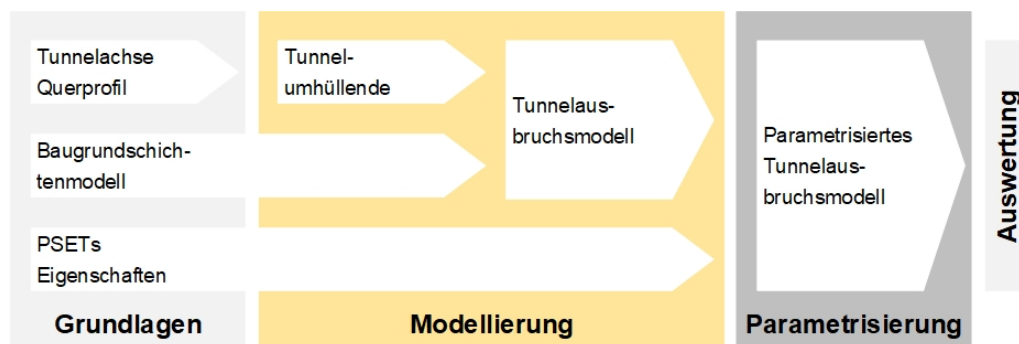 Tunnelachse
Querprofil
Baugrundschich-
tenmodell
PSETs
Eigenschaften
Grundlagen
Tunnel-
umhüllende
Tunnelaus-
bruchsmodell
Modellierung
Parametrisiertes
Tunnelaus-
bruchsmodell
Parametrisierung
Auswertung